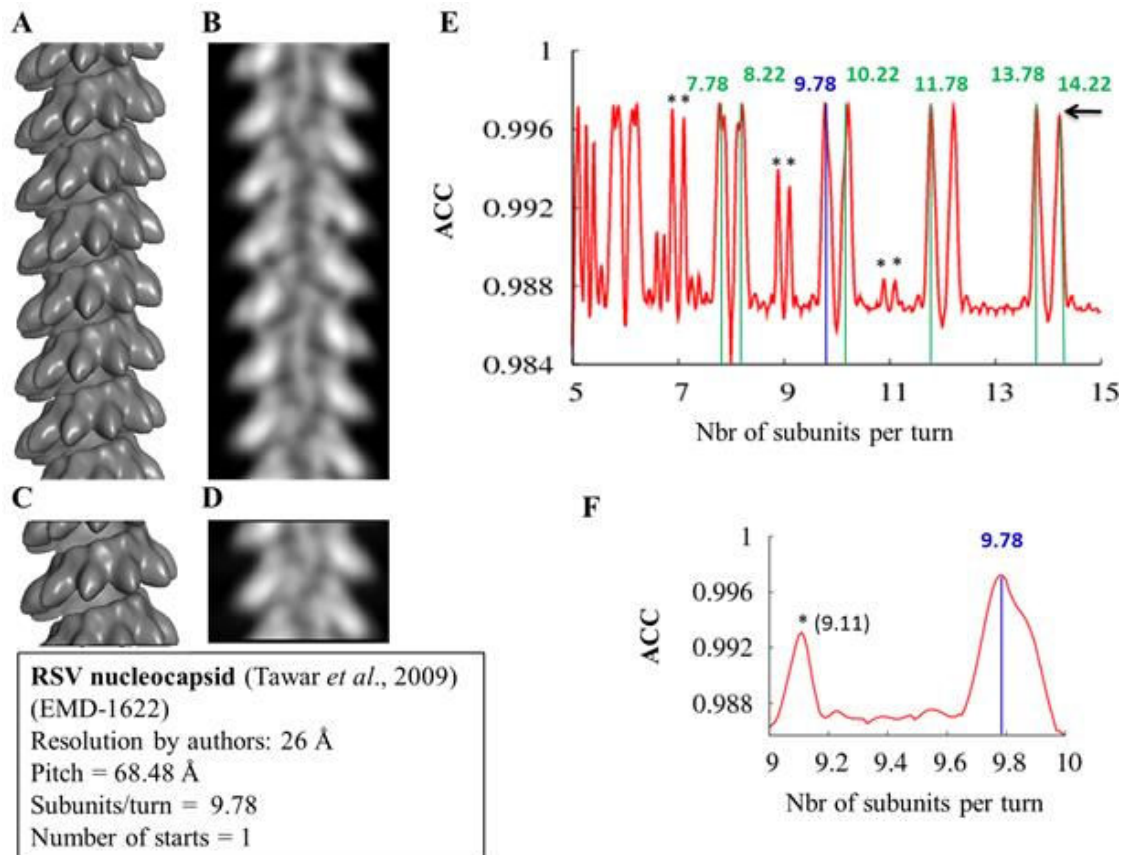 A
B
C
D
RSV nucleocapsid (Tawar et al., 2009)
(EMD-1622)
Resolution by authors: 26 Å
Pitch = 68.48 Å
Subunits/turn = 9.78
Number of starts = 1
E
1
0.996
0.992
0.988
0.984
ACC
7.78
8.22
9.78
10.22
11.78
13.78
14.22
* *
* *
* *
5 7 9 11 13 15
Nbr of subunits per turn
F
1
0.996
0.992
0.988
ACC
9.78
* (9.11)
9 9.2 9.4 9.6 9.8 10
Nbr of subunits per turn